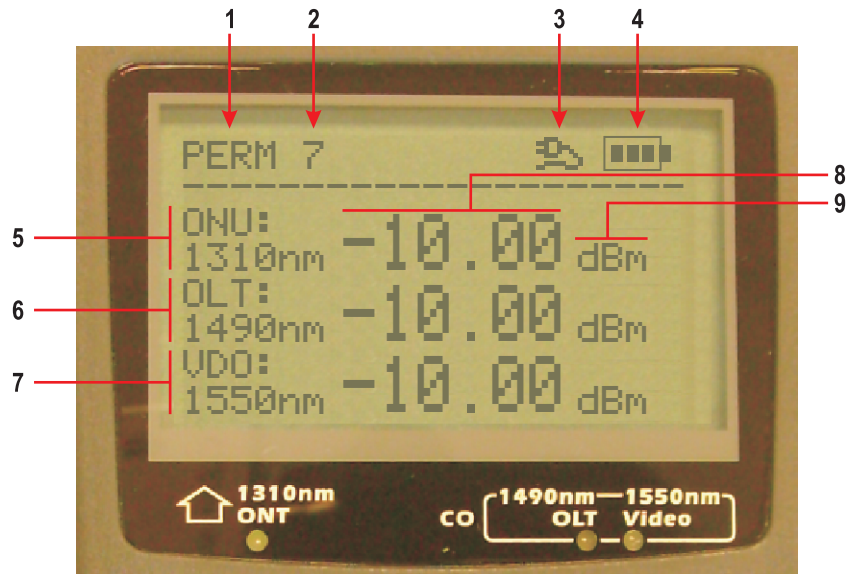 1 2 3 4
PERM 7
8
9
5
ONU:
1310nm -10.00 dBm
6
OLT:
1490nm -10.00 dBm
7
VDO:
1550nm -10.00 dBm
1310nm
ONT
CO
1490nm 1550nm
OLT Video